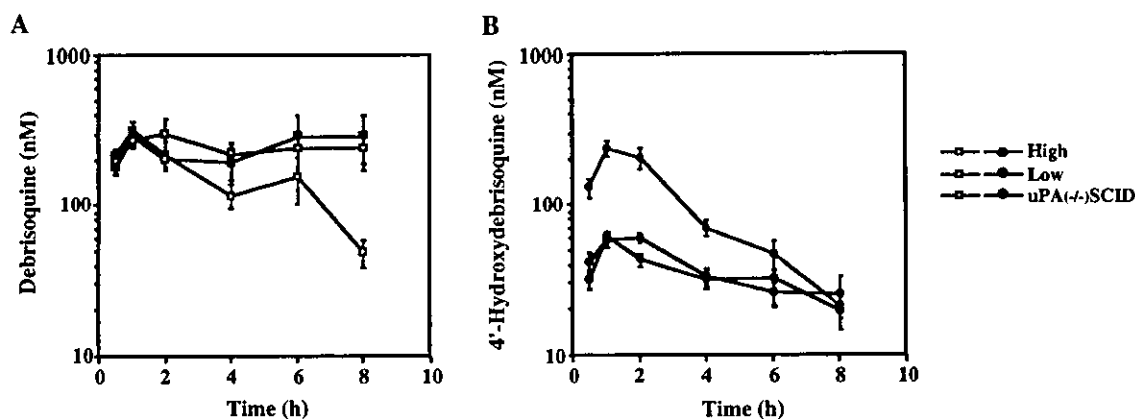 A
Debrisoquine (nM)
1000
100
10
0
2
4
6
8
10
Time (h)
B
4'-Hydroxydebrisoquine (nM)
1000
100
10
0
2
4
6
8
10
Time (h)
High
Low
uPA(-/-)SCID